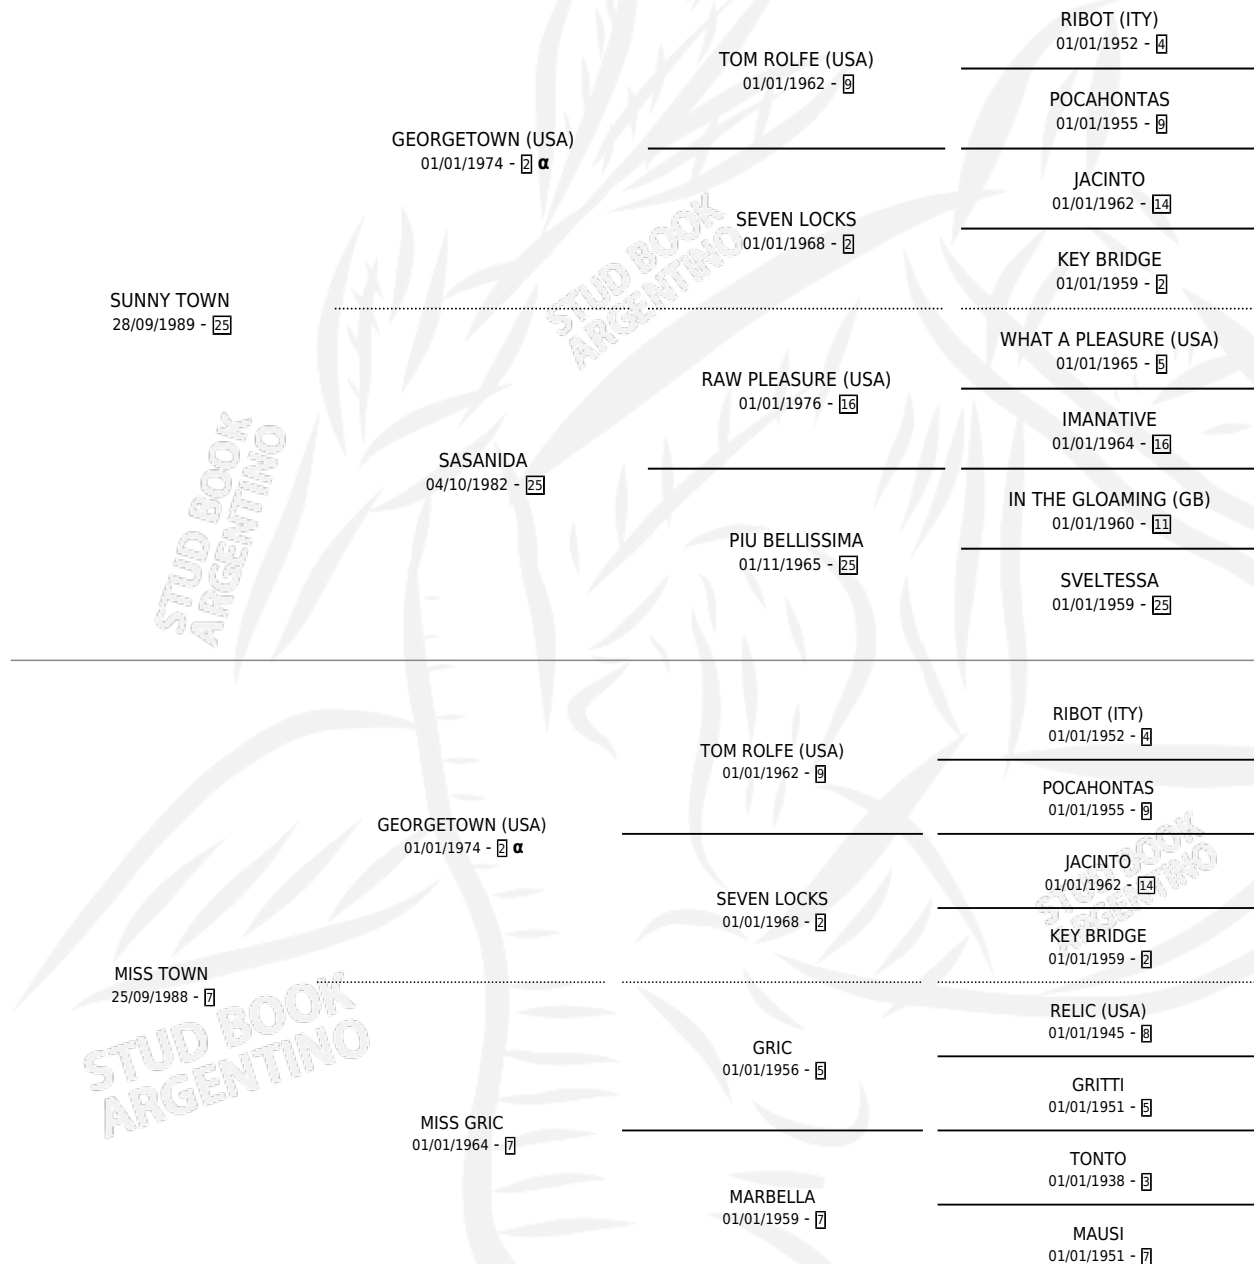 RIBOT (ITY)
01/01/1952 - 4
TOM ROLFE (USA)
01/01/1962 - 9
POCAHONTAS
01/01/1955 - 9
GEORGETOWN (USA)
01/01/1974 - 2 α
JACINTO
01/01/1962 - 14
SEVEN LOCKS
01/01/1968 - 2
KEY BRIDGE
01/01/1959 - 2
STUD BOOK
ARGENTINO
SUNNY TOWN
28/09/1989 - 25
WHAT A PLEASURE (USA)
01/01/1965 - 5
RAW PLEASURE (USA)
01/01/1976 - 16
IMANATIVE
01/01/1964 - 16
SASANIDA
04/10/1982 - 25
IN THE GLOAMING (GB)
01/01/1960 - 11
PIU BELLISSIMA
01/11/1965 - 25
SVELTESSA
01/01/1959 - 25
STUD BOOK
ARGENTINO
RIBOT (ITY)
01/01/1952 - 4
TOM ROLFE (USA)
01/01/1962 - 9
POCAHONTAS
01/01/1955 - 9
GEORGETOWN (USA)
01/01/1974 - 2 α
JACINTO
01/01/1962 - 14
STUD BOOK
ARGENTINO
SEVEN LOCKS
01/01/1968 - 2
KEY BRIDGE
01/01/1959 - 2
MISS TOWN
25/09/1988 - 7
STUD BOOK
ARGENTINO
RELIC (USA)
01/01/1945 - 8
GRIC
01/01/1956 - 5
GRITTI
01/01/1951 - 5
MISS GRIC
01/01/1964 - 7
TONTO
01/01/1938 - 3
MARBELLA
01/01/1959 - 7
MAUSI
01/01/1951 - 7